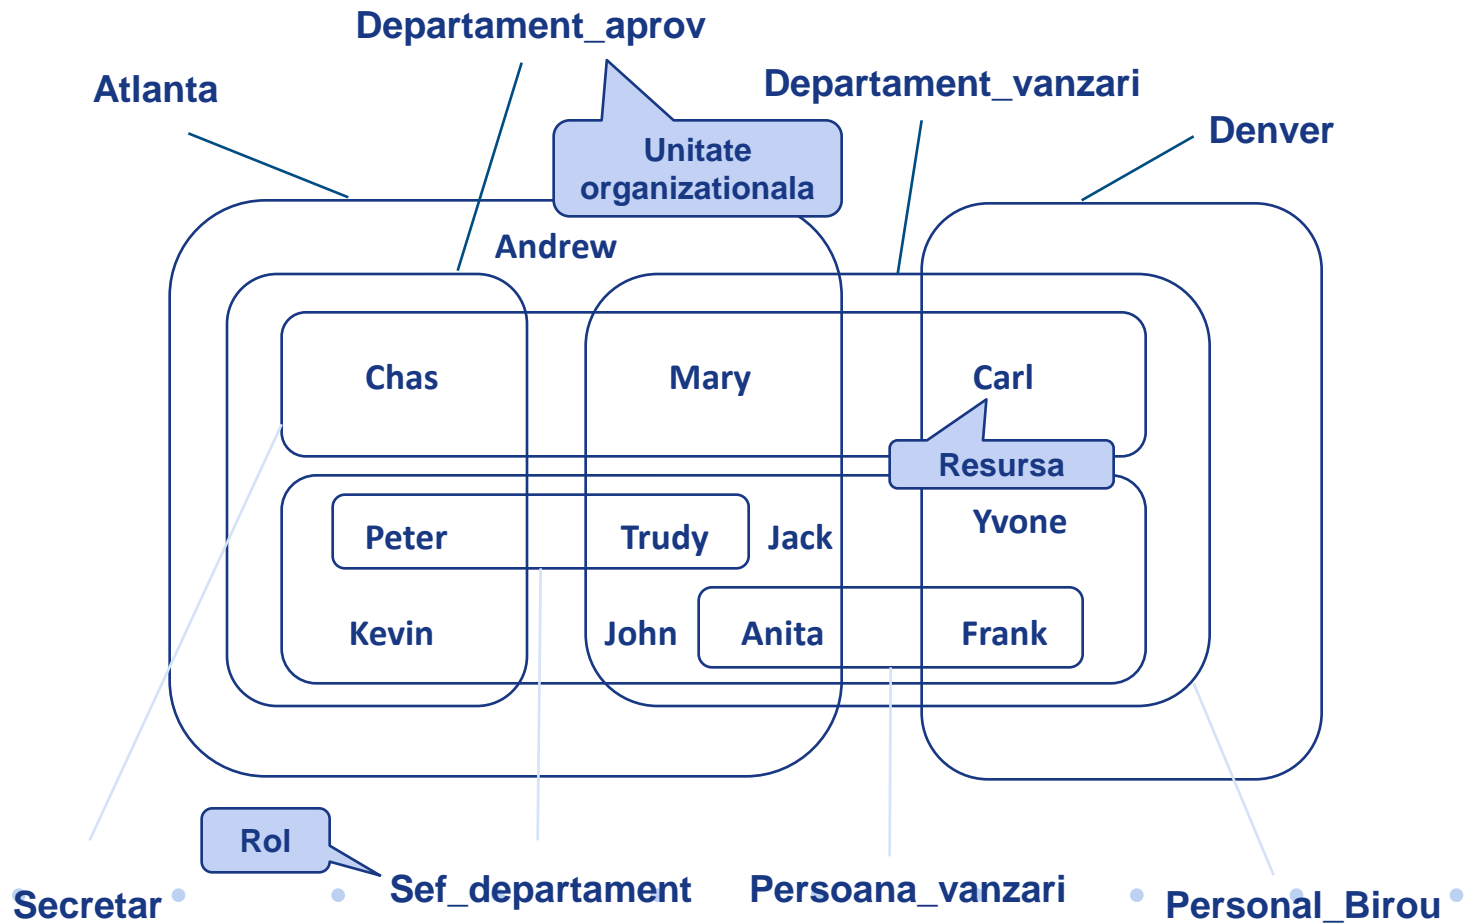 Departament_aprov
Atlanta
Departament_vanzari
Denver
Unitate
organizationala
Andrew
Chas
Mary
Carl
Resursa
Peter
Trudy
Jack
Yvone
Kevin
John
Anita
Frank
Rol
Secretar
Sef_departament
Persoana_vanzari
Personal_Birou